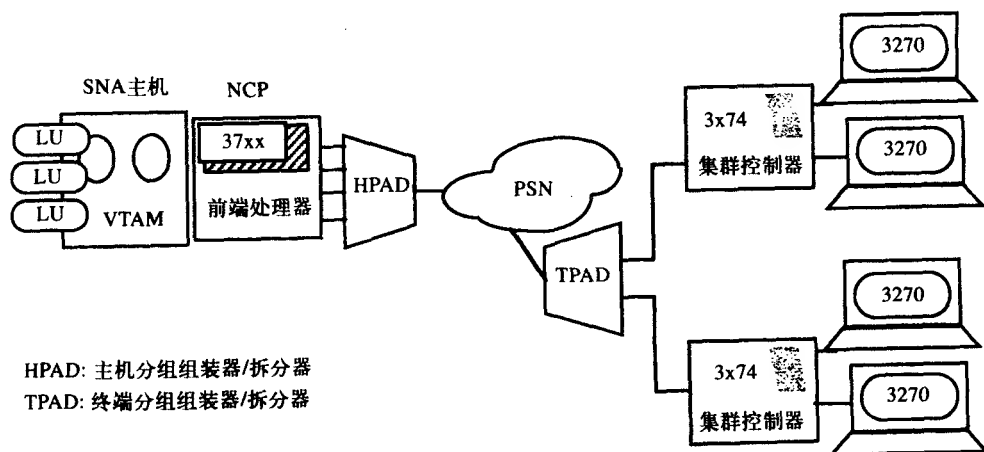 SNA主机
NCP
LU
LU
LU
VTAM
37xx
前端处理器
HPAD
PSN
TPAD
3x74
集群控制器
3270
3270
3x74
集群控制器
3270
3270
HPAD: 主机分组组装器/拆分器
TPAD: 终端分组组装器/拆分器